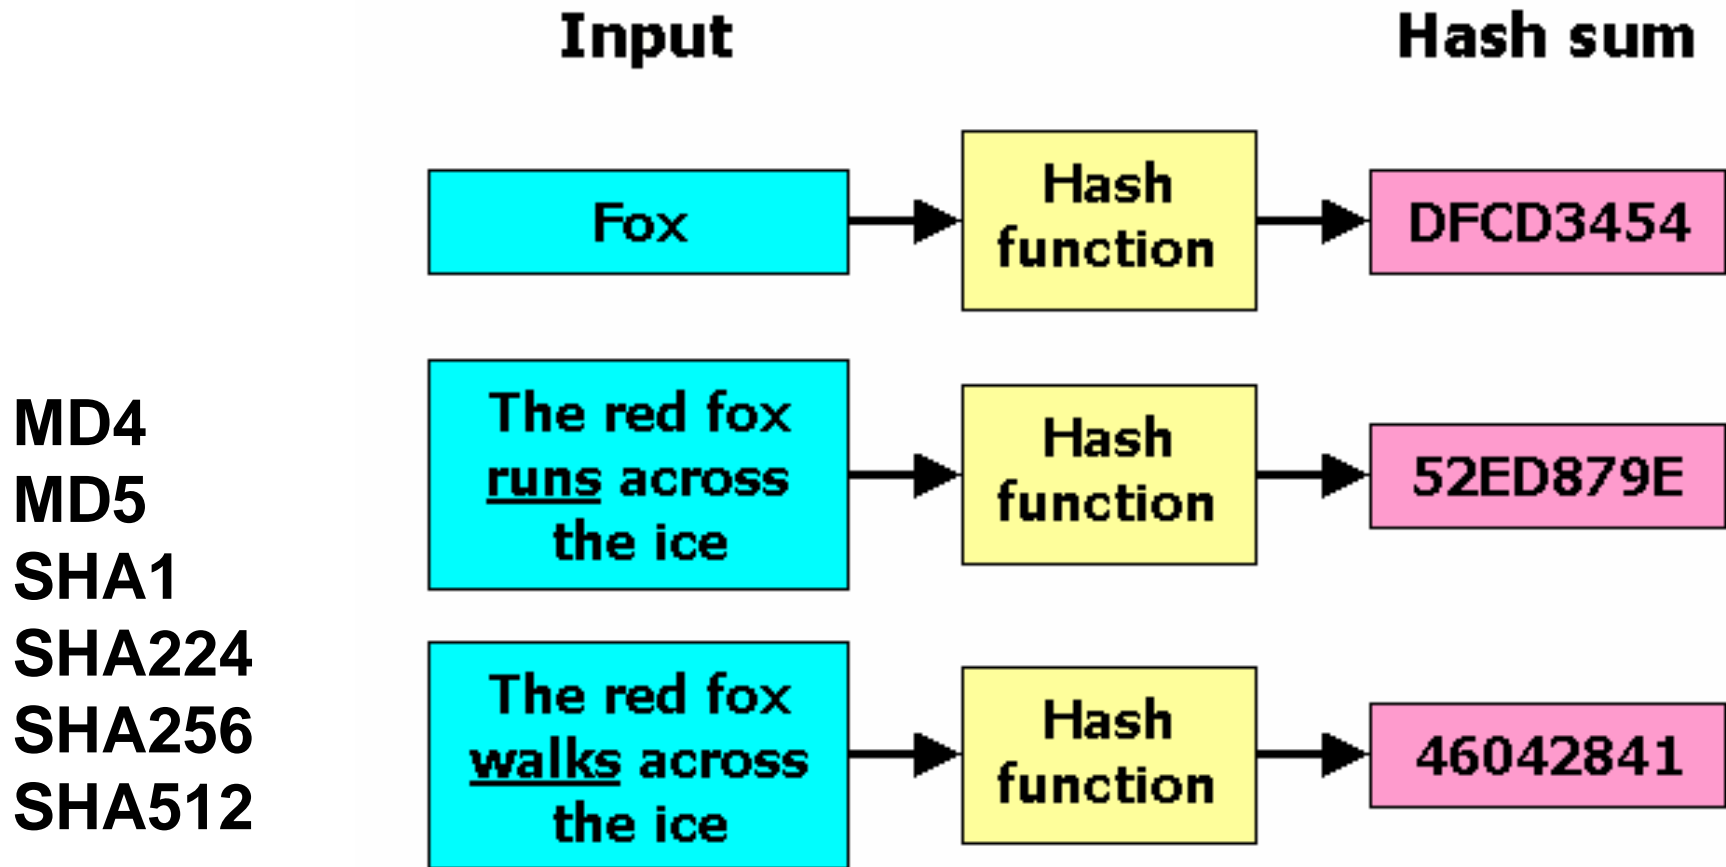 Input
Hash sum
Fox
Hash
function
DFCD3454
The red fox
runs across
the ice
Hash
function
52ED879E
The red fox
walks across
the ice
Hash
function
46042841
MD4
MD5
SHA1
SHA224
SHA256
SHA512